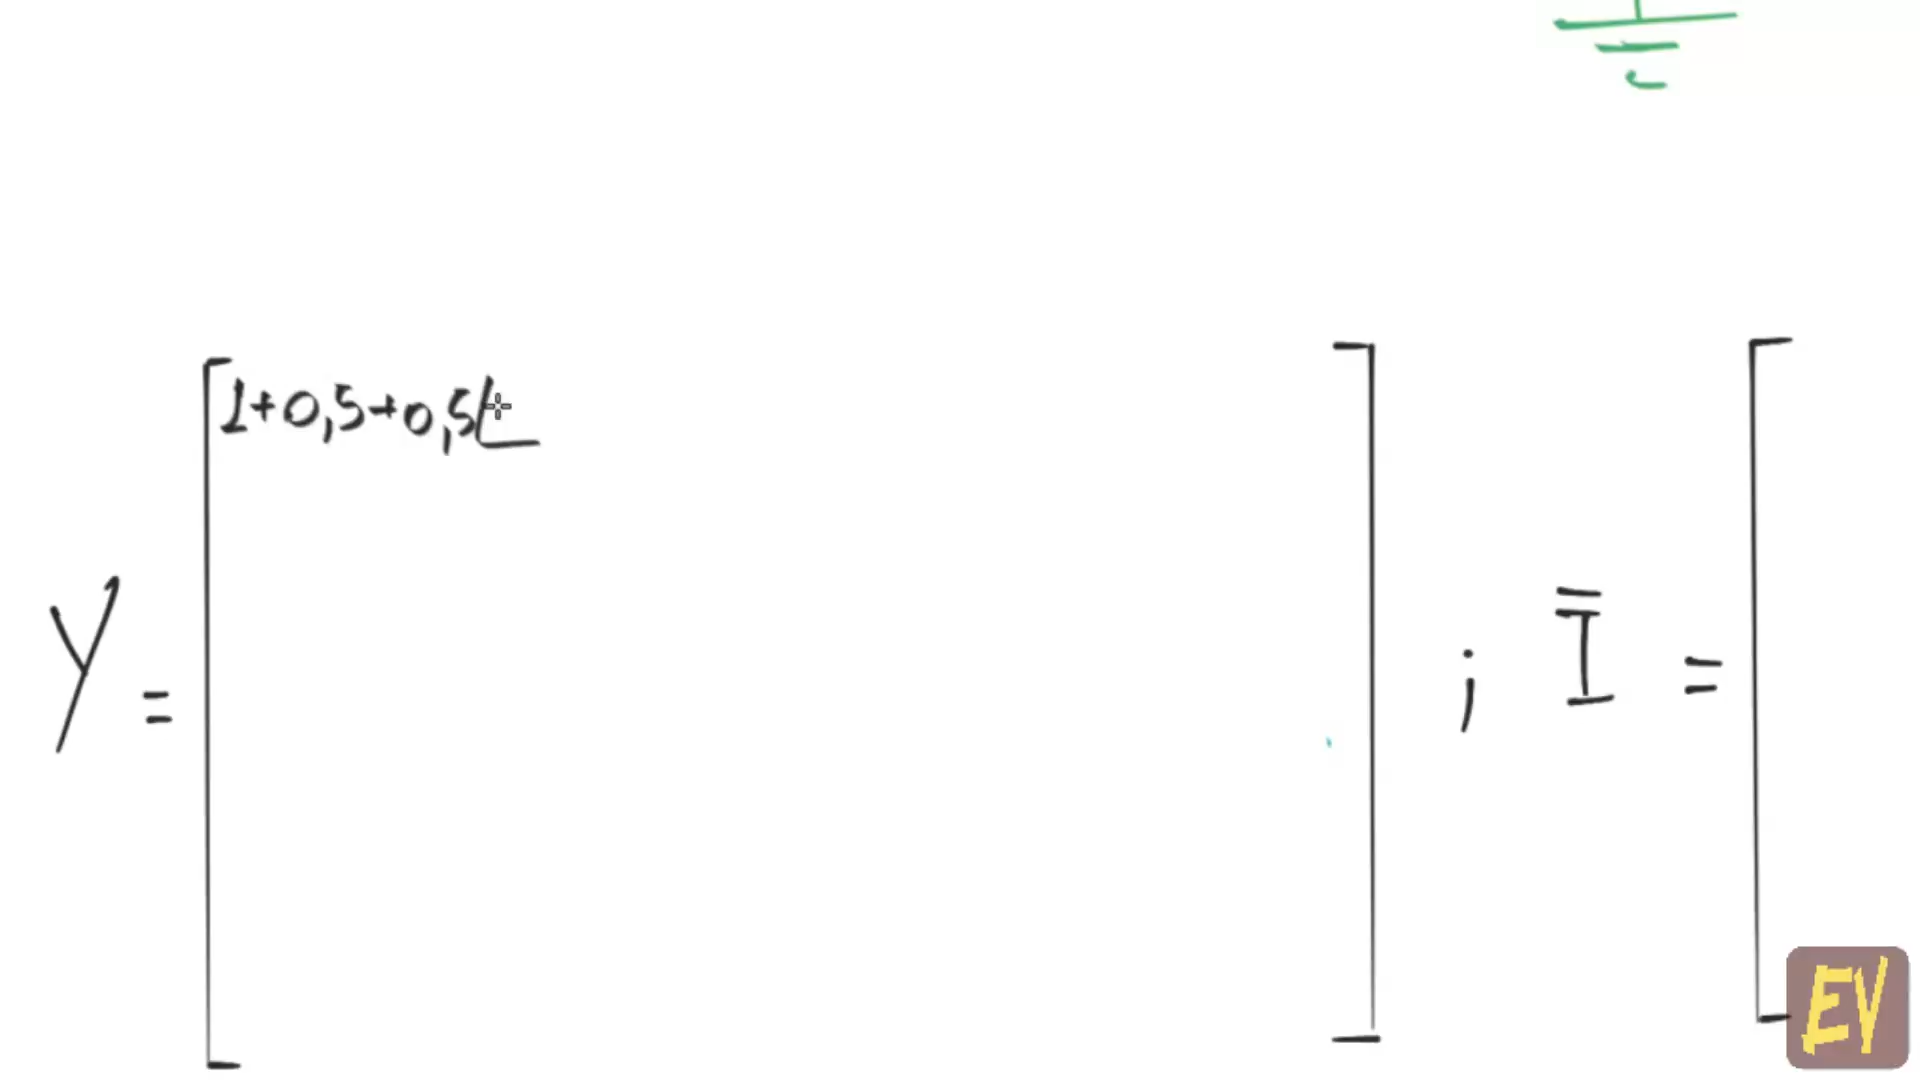 1+0,5+0,5∠
Y = [ ] ; Ī = [
EV